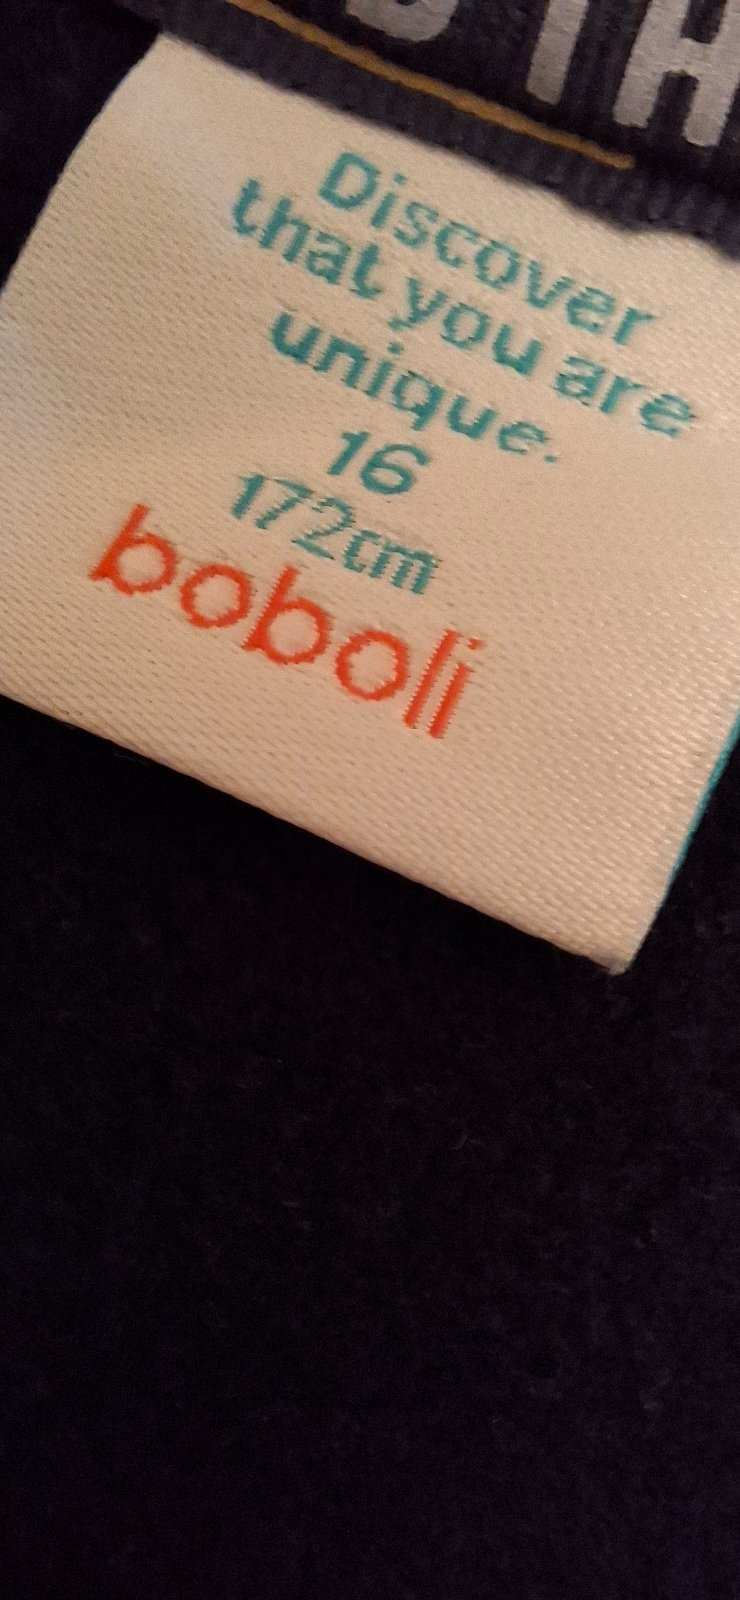 Discover
that you are
unique.
16
172cm
boboli